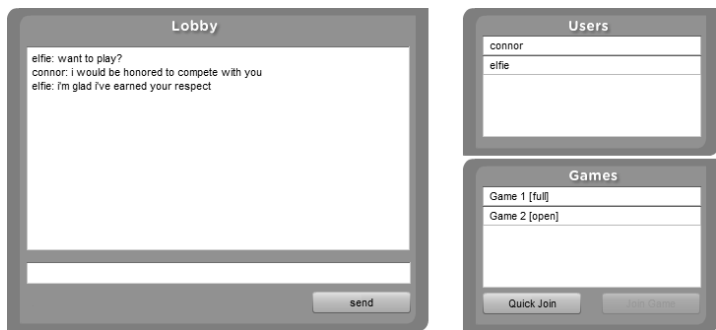 Lobby
elfie: want to play?
connor: i would be honored to compete with you
elfie: i'm glad i've earned your respect
send
Users
connor
elfie
Games
Game 1 [full]
Game 2 [open]
Quick Join
Join Game